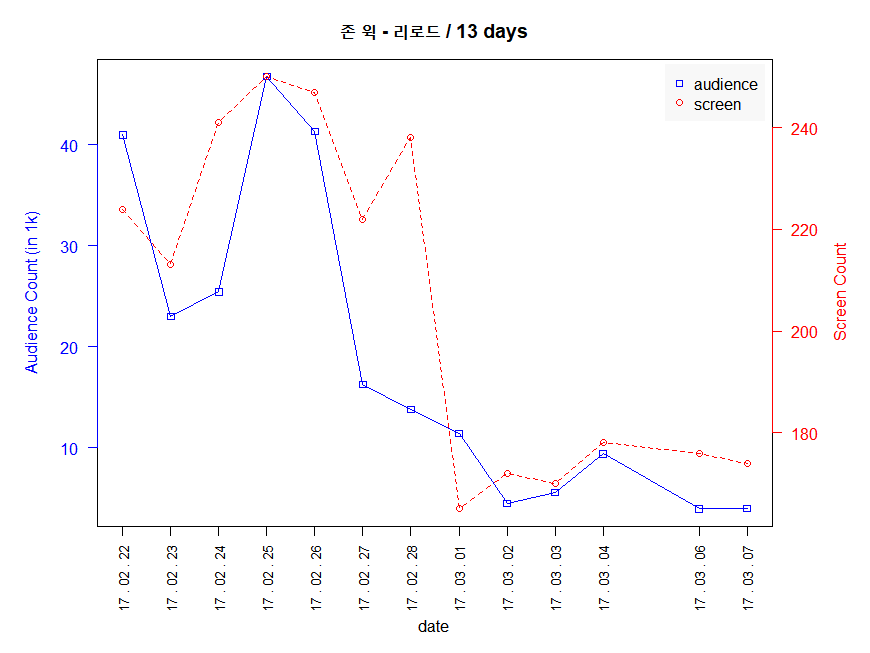 존 윅 - 리로드 / 13 days
audience
screen
Audience Count (in 1k)
40
30
20
10
240
220
200
180
Screen Count
17 . 02 . 22
17 . 02 . 23
17 . 02 . 24
17 . 02 . 25
17 . 02 . 26
17 . 02 . 27
17 . 02 . 28
17 . 03 . 01
17 . 03 . 02
17 . 03 . 03
17 . 03 . 04
17 . 03 . 06
17 . 03 . 07
date